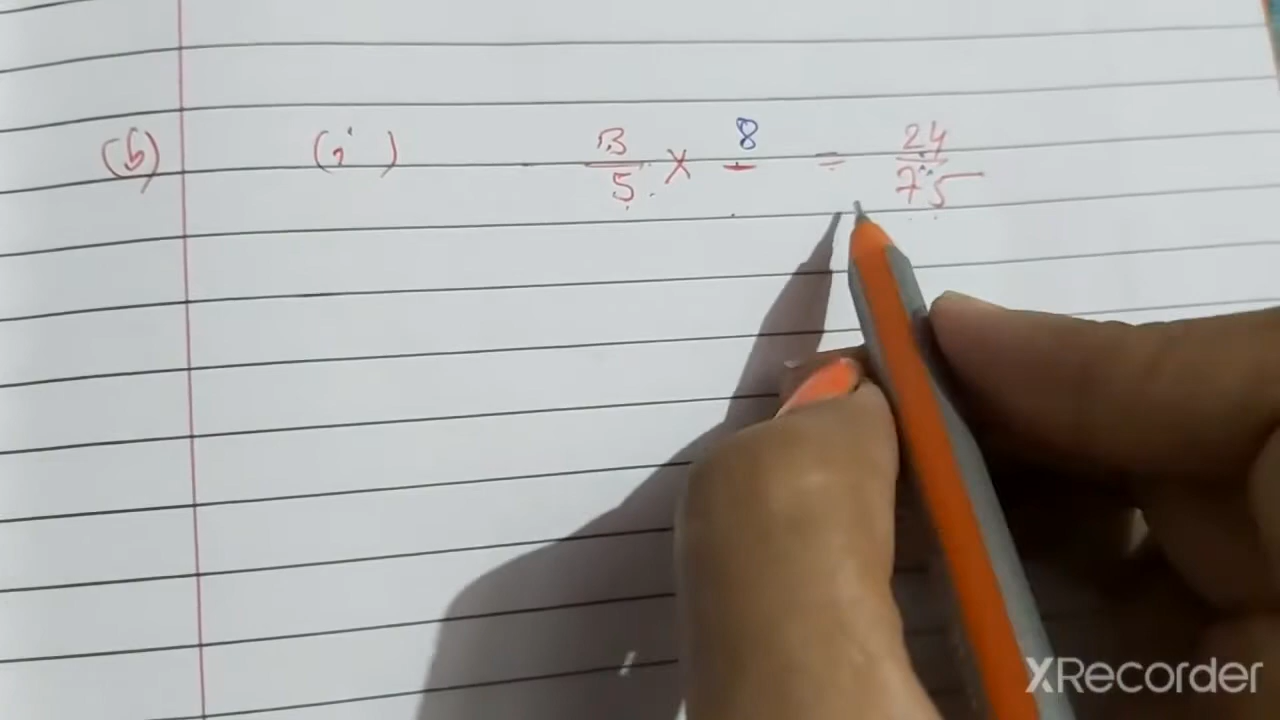 (b) (i) 3/5 × 8/ = 24/75
XRecorder